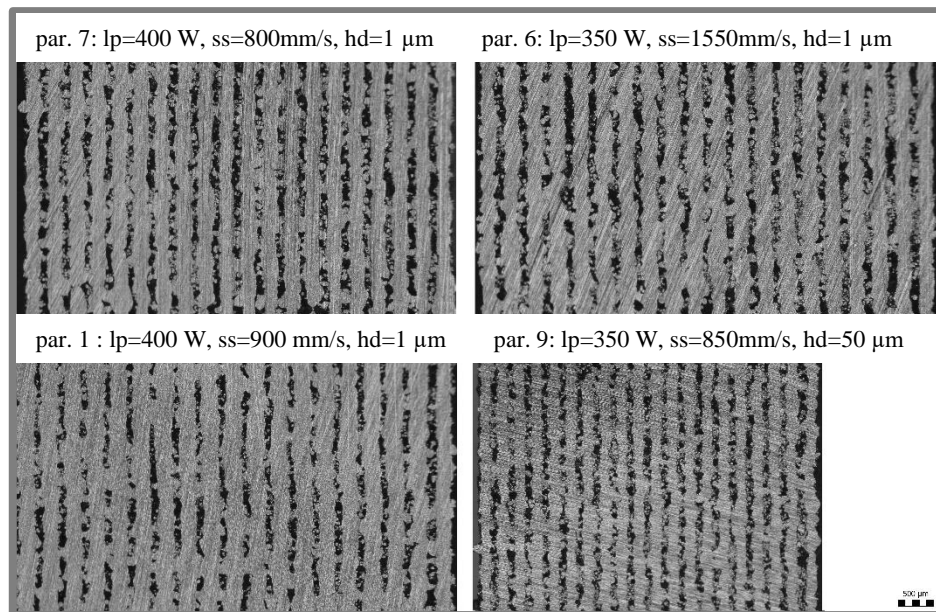 par. 7: lp=400 W, ss=800mm/s, hd=1 µm
par. 6: lp=350 W, ss=1550mm/s, hd=1 µm
par. 1 : lp=400 W, ss=900 mm/s, hd=1 µm
par. 9: lp=350 W, ss=850mm/s, hd=50 µm
500 µm